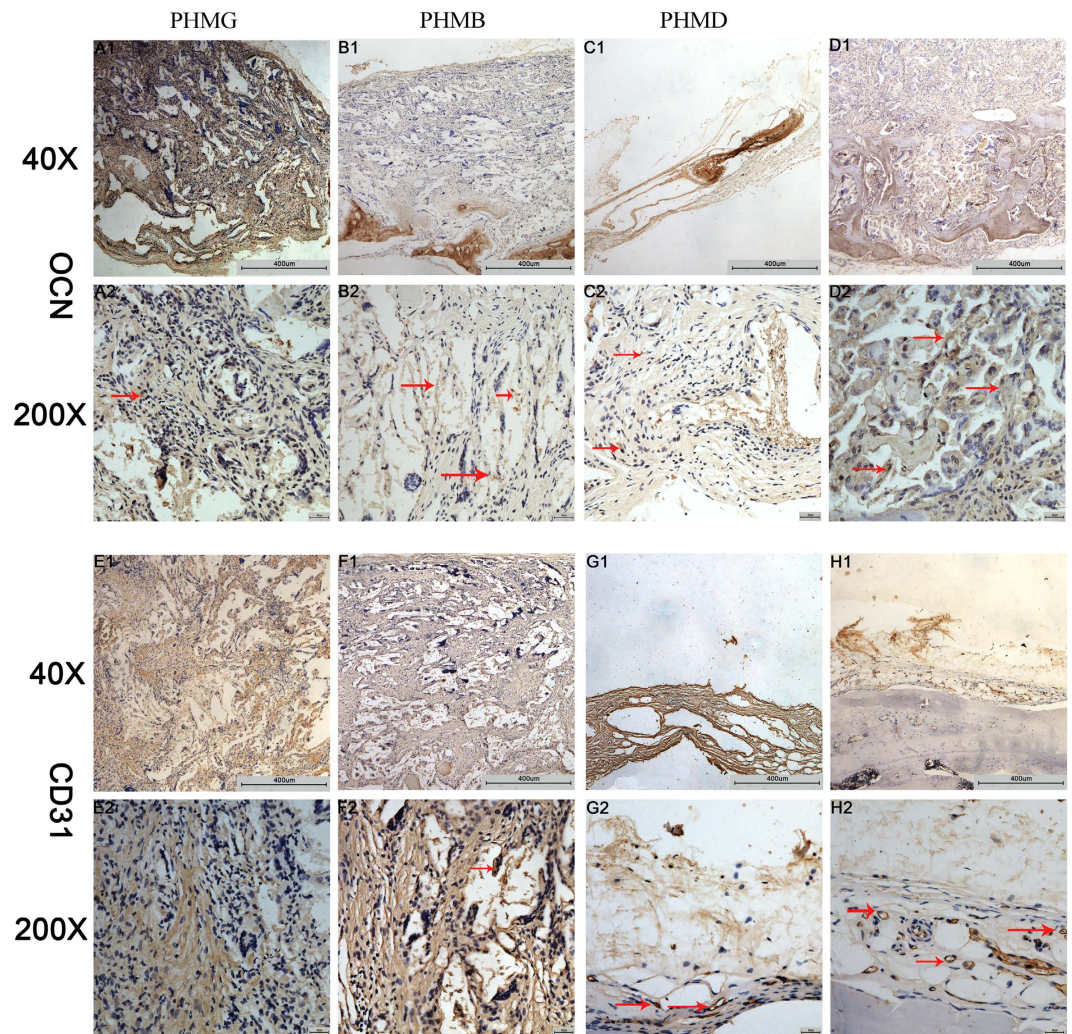 PHMG PHMB PHMD
A1 B1 C1 D1
40X
400um 400um 400um 400um
OCN
A2 B2 C2 D2
200X
E1 F1 G1 H1
40X
400um 400um 400um 400um
CD31
E2 F2 G2 H2
200X